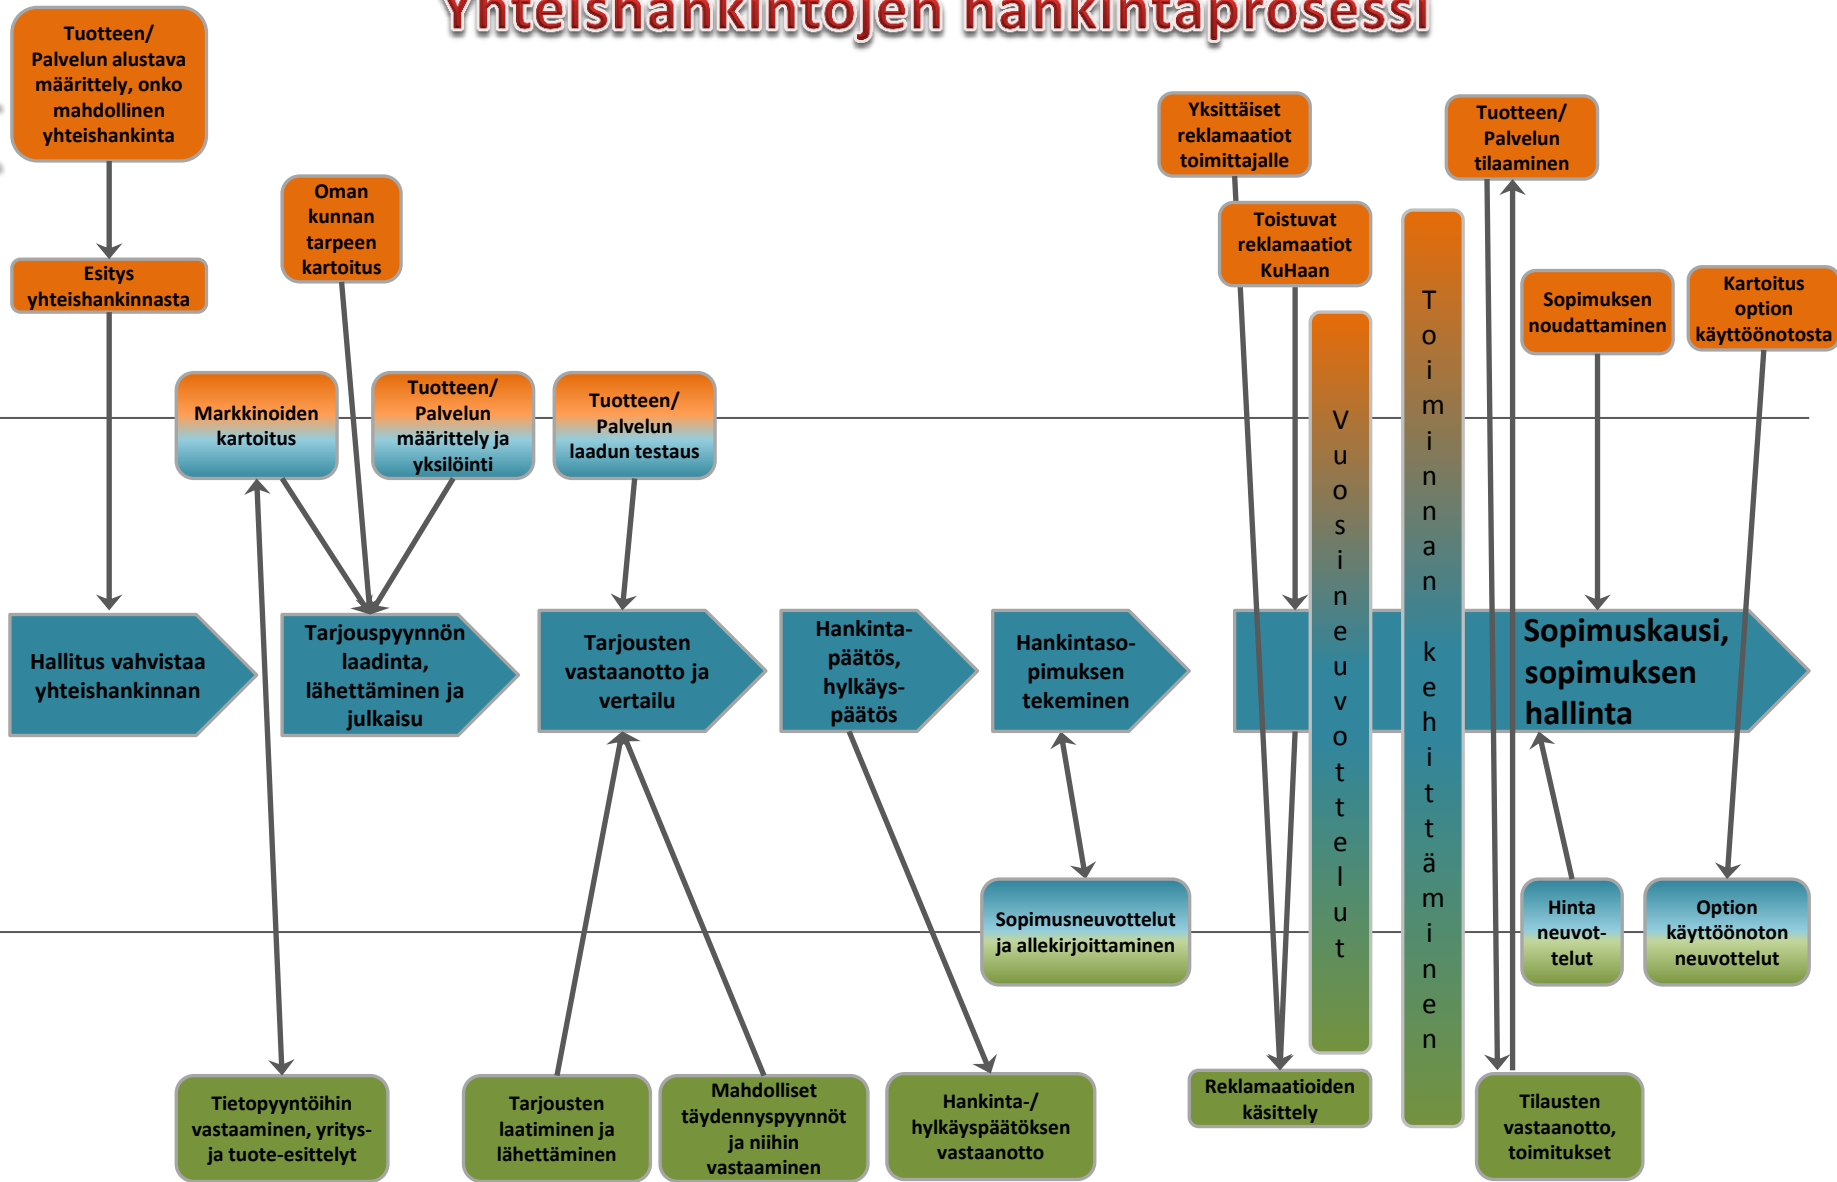 Yhteishankintojen hankintaprosessi
Tuotteen/
Palvelun alustava
määrittely, onko
mahdollinen
yhteishankinta
Esitys
yhteishankinnasta
Oman
kunnan
tarpeen
kartoitus
Yksittäiset
reklamaatiot
toimittajalle
Toistuvat
reklamaatiot
KuHaan
Tuotteen/
Palvelun
tilaaminen
Sopimuksen
noudattaminen
Kartoitus
option
käyttöönotosta
Markkinoiden
kartoitus
Tuotteen/
Palvelun
määrittely ja
yksilöinti
Tuotteen/
Palvelun
laadun testaus
Vuosineuvottelut
Toiminnan kehittäminen
Hallitus vahvistaa
yhteishankinnan
Tarjouspyynnön
laadinta,
lähettäminen ja
julkaisu
Tarjousten
vastaanotto ja
vertailu
Hankinta-
päätös,
hylkäys-
päätös
Hankintaso-
pimuksen
tekeminen
Sopimuskausi,
sopimuksen
hallinta
Sopimusneuvottelut
ja allekirjoittaminen
Hinta
neuvot-
telut
Option
käyttöönoton
neuvottelut
Tietopyyntöihin
vastaaminen, yritys-
ja tuote-esittelyt
Tarjousten
laatiminen ja
lähettäminen
Mahdolliset
täydennyspyynnöt
ja niihin
vastaaminen
Hankinta-/
hylkäyspäätöksen
vastaanotto
Reklamaatioiden
käsittely
Tilausten
vastaanotto,
toimitukset